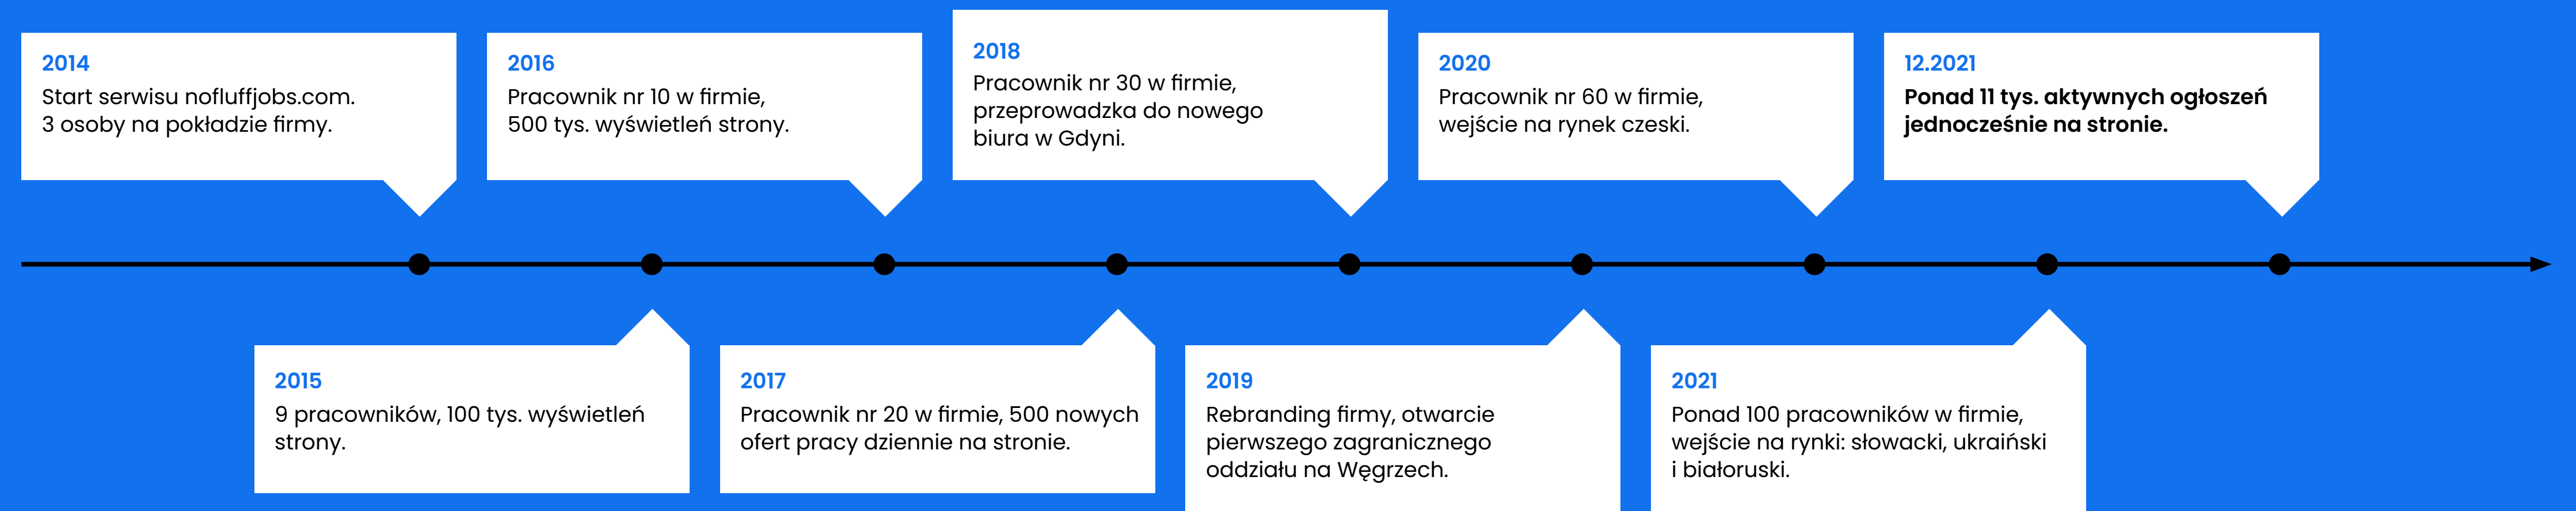 2014
Start serwisu nofluffjobs.com.
3 osoby na pokładzie firmy.
2015
9 pracowników, 100 tys. wyświetleń
strony.
2016
Pracownik nr 10 w firmie,
500 tys. wyświetleń strony.
2017
Pracownik nr 20 w firmie, 500 nowych
ofert pracy dziennie na stronie.
2018
Pracownik nr 30 w firmie,
przeprowadzka do nowego
biura w Gdyni.
2019
Rebranding firmy, otwarcie
pierwszego zagranicznego
oddziału na Węgrzech.
2020
Pracownik nr 60 w firmie,
wejście na rynek czeski.
2021
Ponad 100 pracowników w firmie,
wejście na rynki: słowacki, ukraiński
i białoruski.
12.2021
Ponad 11 tys. aktywnych ogłoszeń
jednocześnie na stronie.